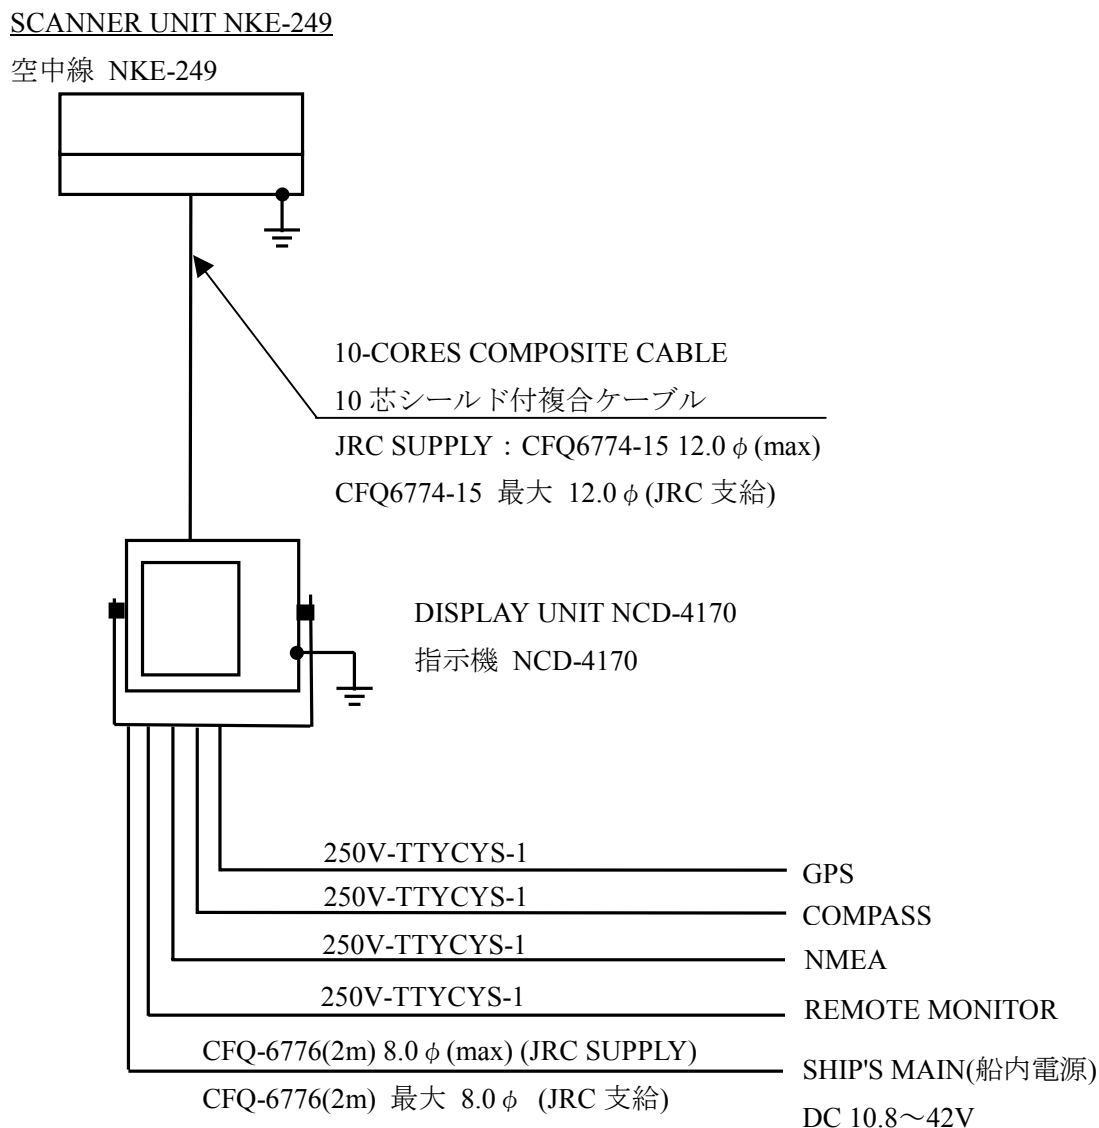 SCANNER UNIT NKE-249
空中線 NKE-249
10-CORES COMPOSITE CABLE
10 芯シールド付複合ケーブル
JRC SUPPLY：CFQ6774-15 12.0φ(max)
CFQ6774-15 最大 12.0φ(JRC 支給)
DISPLAY UNIT NCD-4170
指示機 NCD-4170
250V-TTYCYS-1
GPS
250V-TTYCYS-1
COMPASS
250V-TTYCYS-1
NMEA
250V-TTYCYS-1
REMOTE MONITOR
CFQ-6776(2m) 8.0φ(max) (JRC SUPPLY)
SHIP'S MAIN(船内電源)
CFQ-6776(2m) 最大 8.0φ (JRC 支給)
DC 10.8～42V